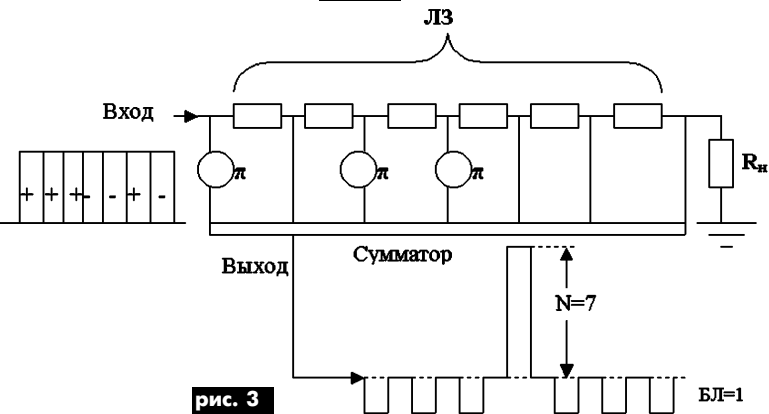 ЛЗ
Вход
π π π
Rн
+ + + - - + -
Выход
Сумматор
N=7
рис. 3
БЛ=1